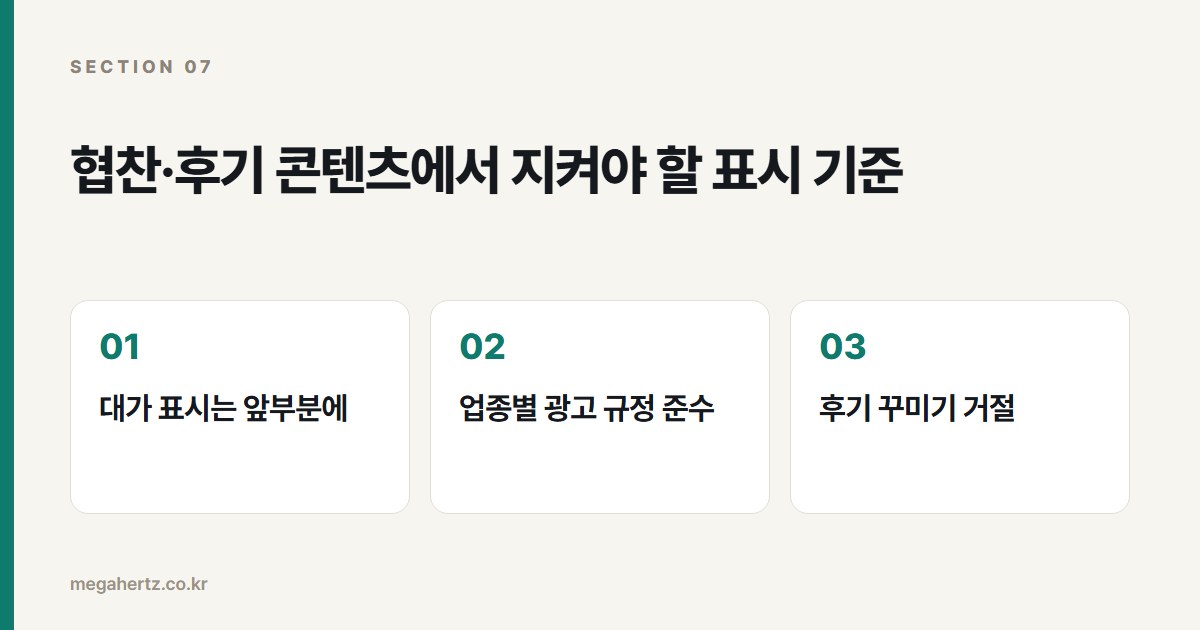 SECTION 07
협찬·후기 콘텐츠에서 지켜야 할 표시 기준
01
대가 표시는 앞부분에
02
업종별 광고 규정 준수
03
후기 꾸미기 거절
megahertz.co.kr